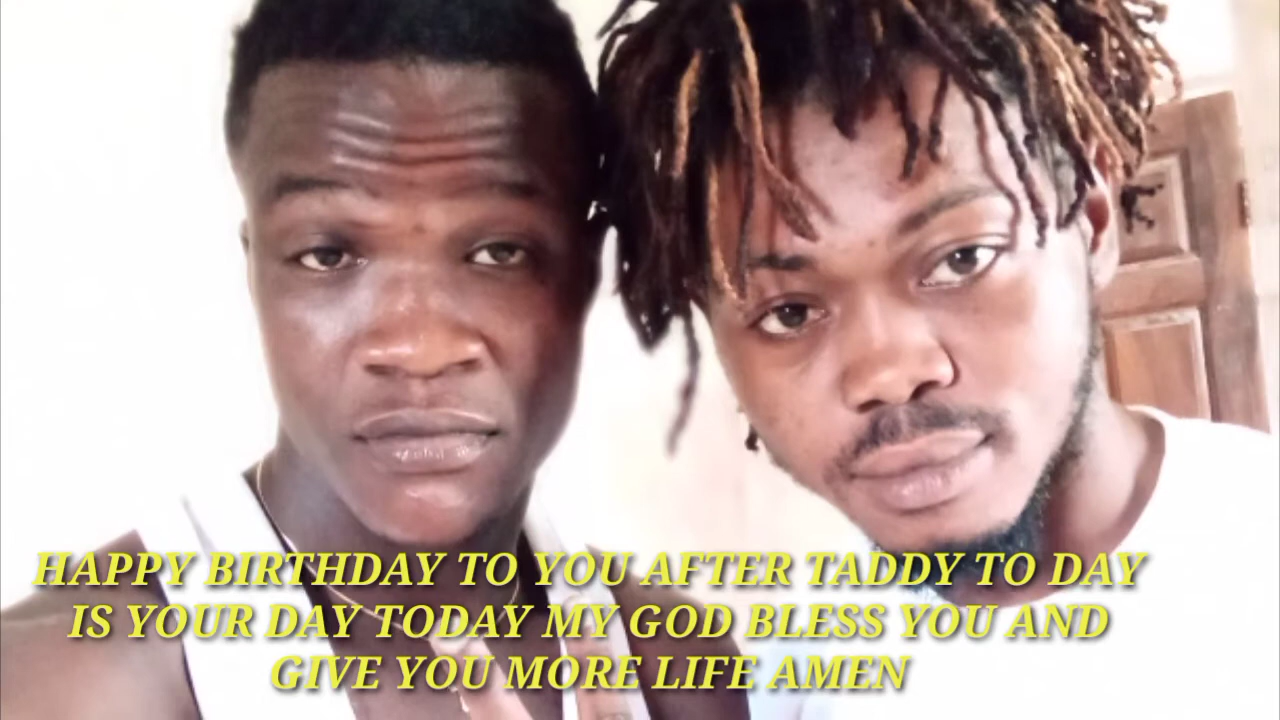 HAPPY BIRTHDAY TO YOU AFTER TADDY TO DAY
IS YOUR DAY TODAY MY GOD BLESS YOU AND
GIVE YOU MORE LIFE AMEN